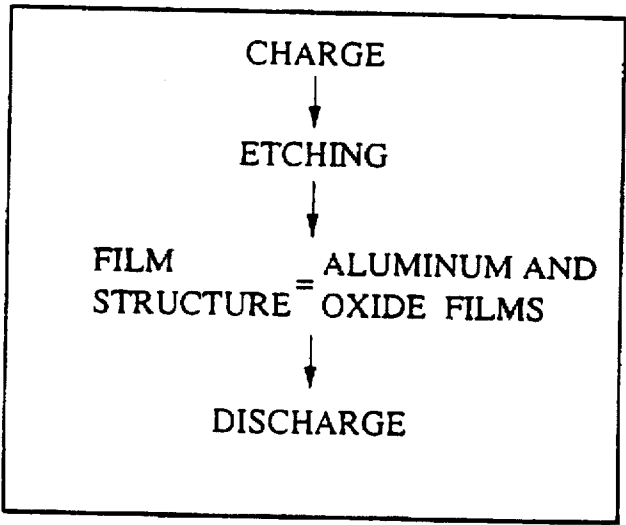 CHARGE
ETCHING
FILM
STRUCTURE
=
ALUMINUM AND
OXIDE FILMS
DISCHARGE